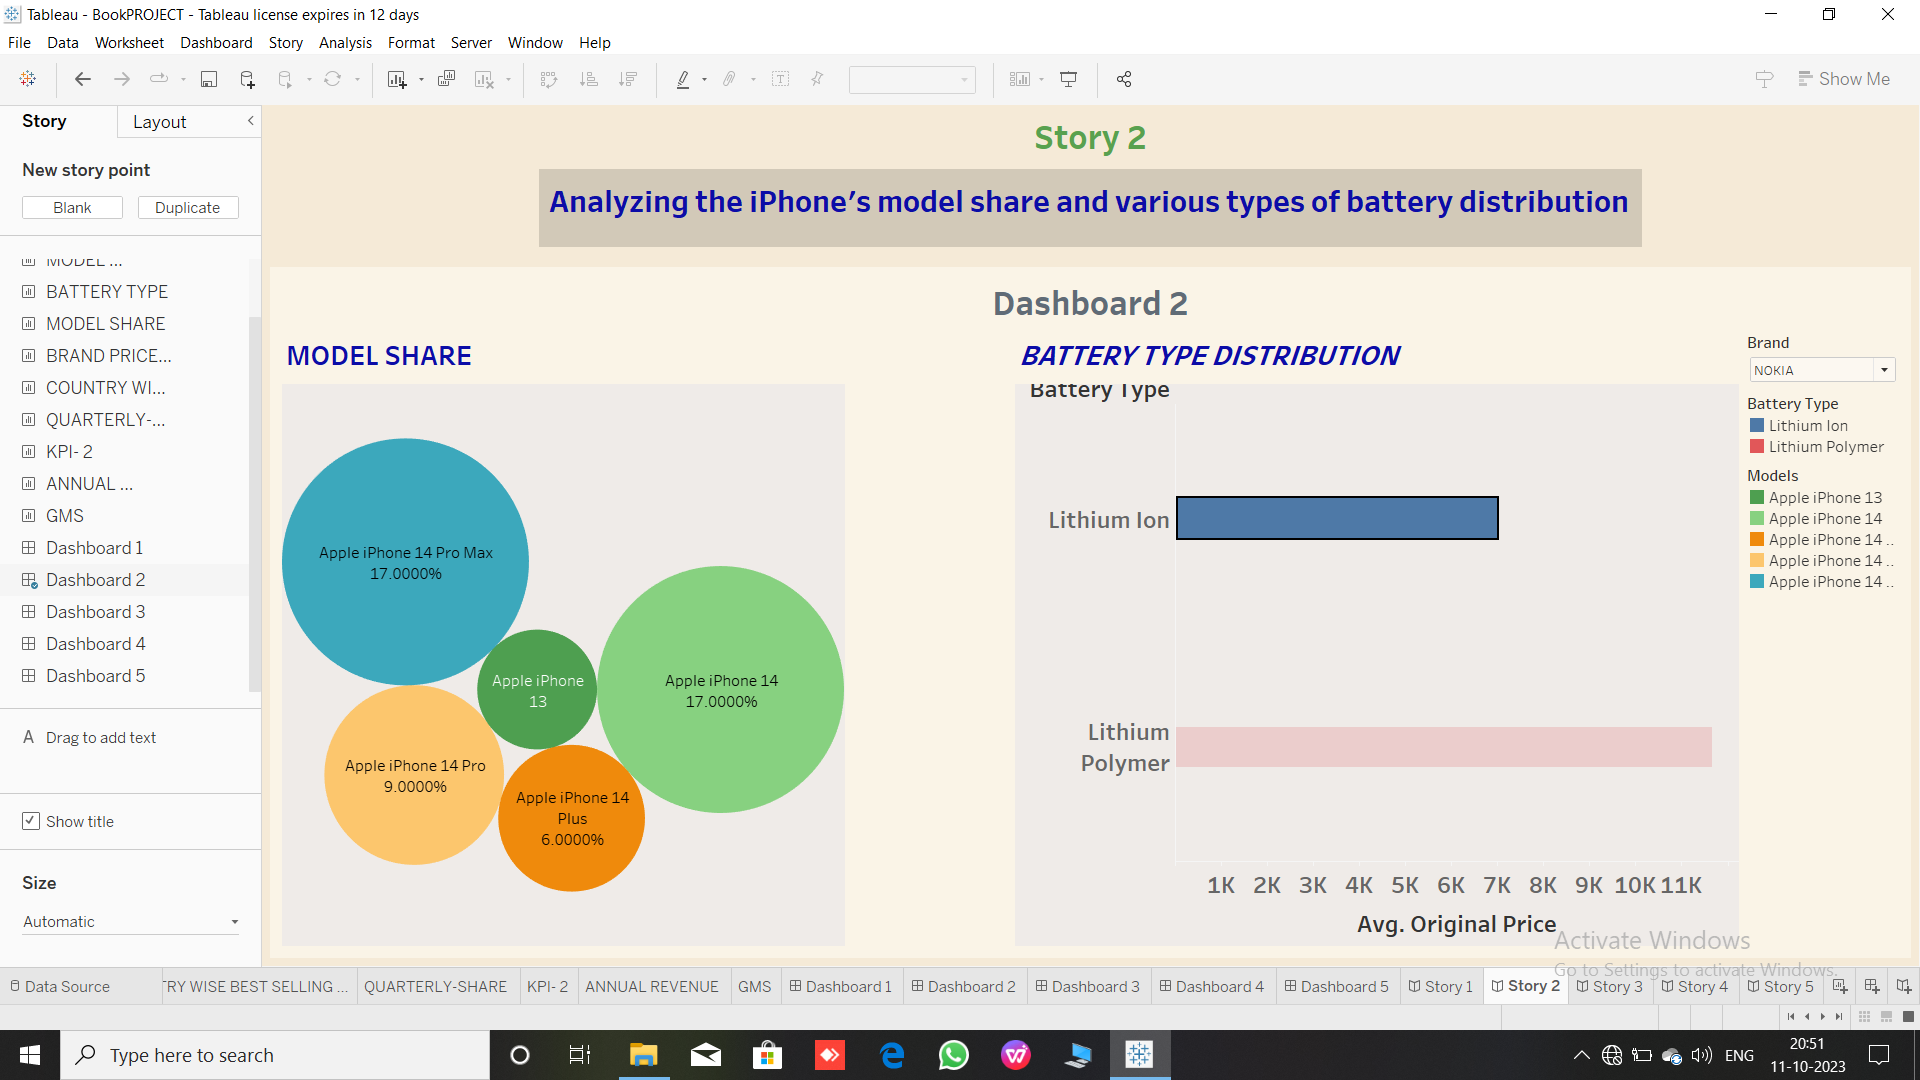 Tableau - BookPROJECT - Tableau license expires in 12 days
File Data Worksheet Dashboard Story Analysis Format Server Window Help
Show Me
Story Layout
New story point
Blank Duplicate
MODEL ...
BATTERY TYPE
MODEL SHARE
BRAND PRICE...
COUNTRY WI...
QUARTERLY-...
KPI- 2
ANNUAL ...
GMS
Dashboard 1
Dashboard 2
Dashboard 3
Dashboard 4
Dashboard 5
A Drag to add text
Show title
Size
Automatic
Story 2
Analyzing the iPhone’s model share and various types of battery distribution
Dashboard 2
MODEL SHARE
Apple iPhone 14 Pro Max
17.0000%
Apple iPhone
13
Apple iPhone 14
17.0000%
Apple iPhone 14 Pro
9.0000%
Apple iPhone 14
Plus
6.0000%
BATTERY TYPE DISTRIBUTION
Battery Type
Lithium Ion
Lithium
Polymer
1K 2K 3K 4K 5K 6K 7K 8K 9K 10K 11K
Avg. Original Price
Brand
NOKIA
Battery Type
Lithium Ion
Lithium Polymer
Models
Apple iPhone 13
Apple iPhone 14
Apple iPhone 14 ..
Apple iPhone 14 ..
Apple iPhone 14 ..
Activate Windows
Go to Settings to activate Windows.
Data Source TRY WISE BEST SELLING ... QUARTERLY-SHARE KPI- 2 ANNUAL REVENUE GMS Dashboard 1 Dashboard 2 Dashboard 3 Dashboard 4 Dashboard 5 Story 1 Story 2 Story 3 Story 4 Story 5
Type here to search
ENG
20:51
11-10-2023